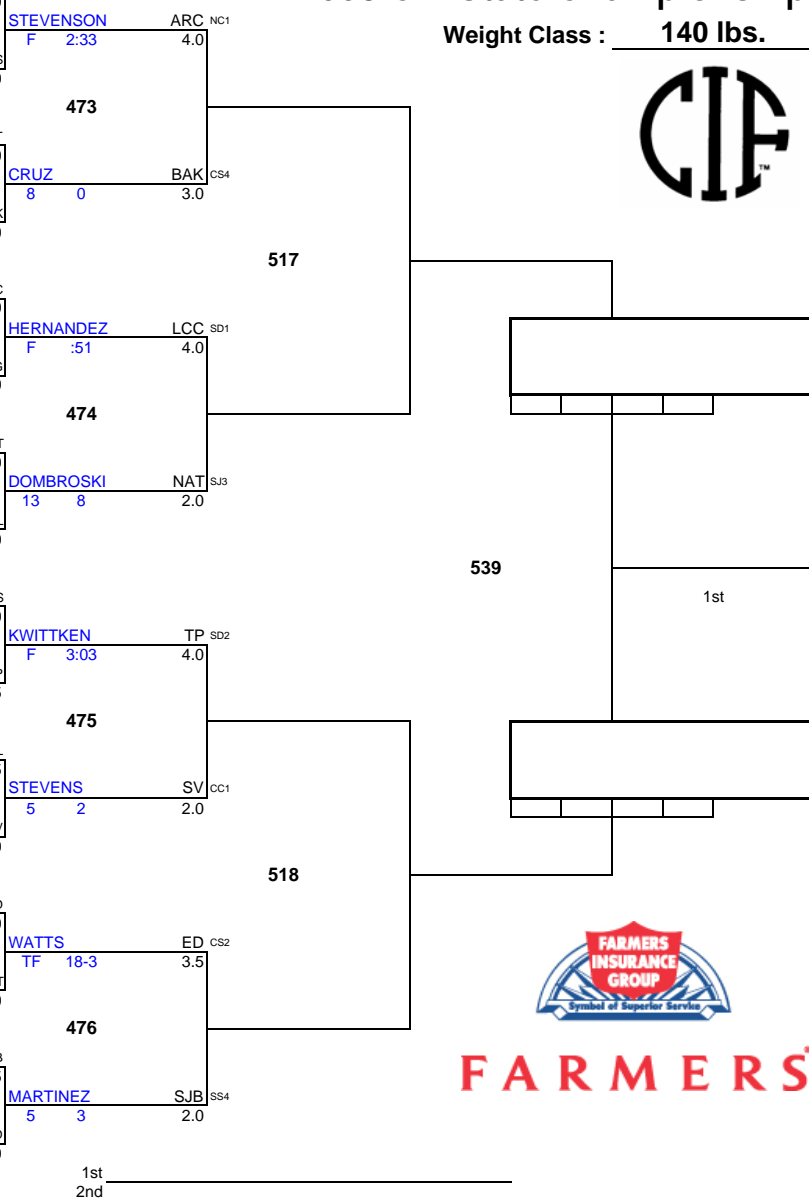 Weight Class : 140 lbs.
CIF™
STEVENSON ARC NC1
F 2:33 4.0
473
CRUZ BAK CS4
8 0 3.0
517
HERNANDEZ LCC SD1
F :51 4.0
474
DOMBROSKI NAT SJ3
13 8 2.0
539
1st
KWITTKEN TP SD2
F 3:03 4.0
475
STEVENS SV CC1
5 2 2.0
518
WATTS ED CS2
TF 18-3 3.5
476
MARTINEZ SJB SS4
5 3 2.0
FARMERS
INSURANCE
GROUP
Symbol of Superior Service
FARMERS
1st
2nd